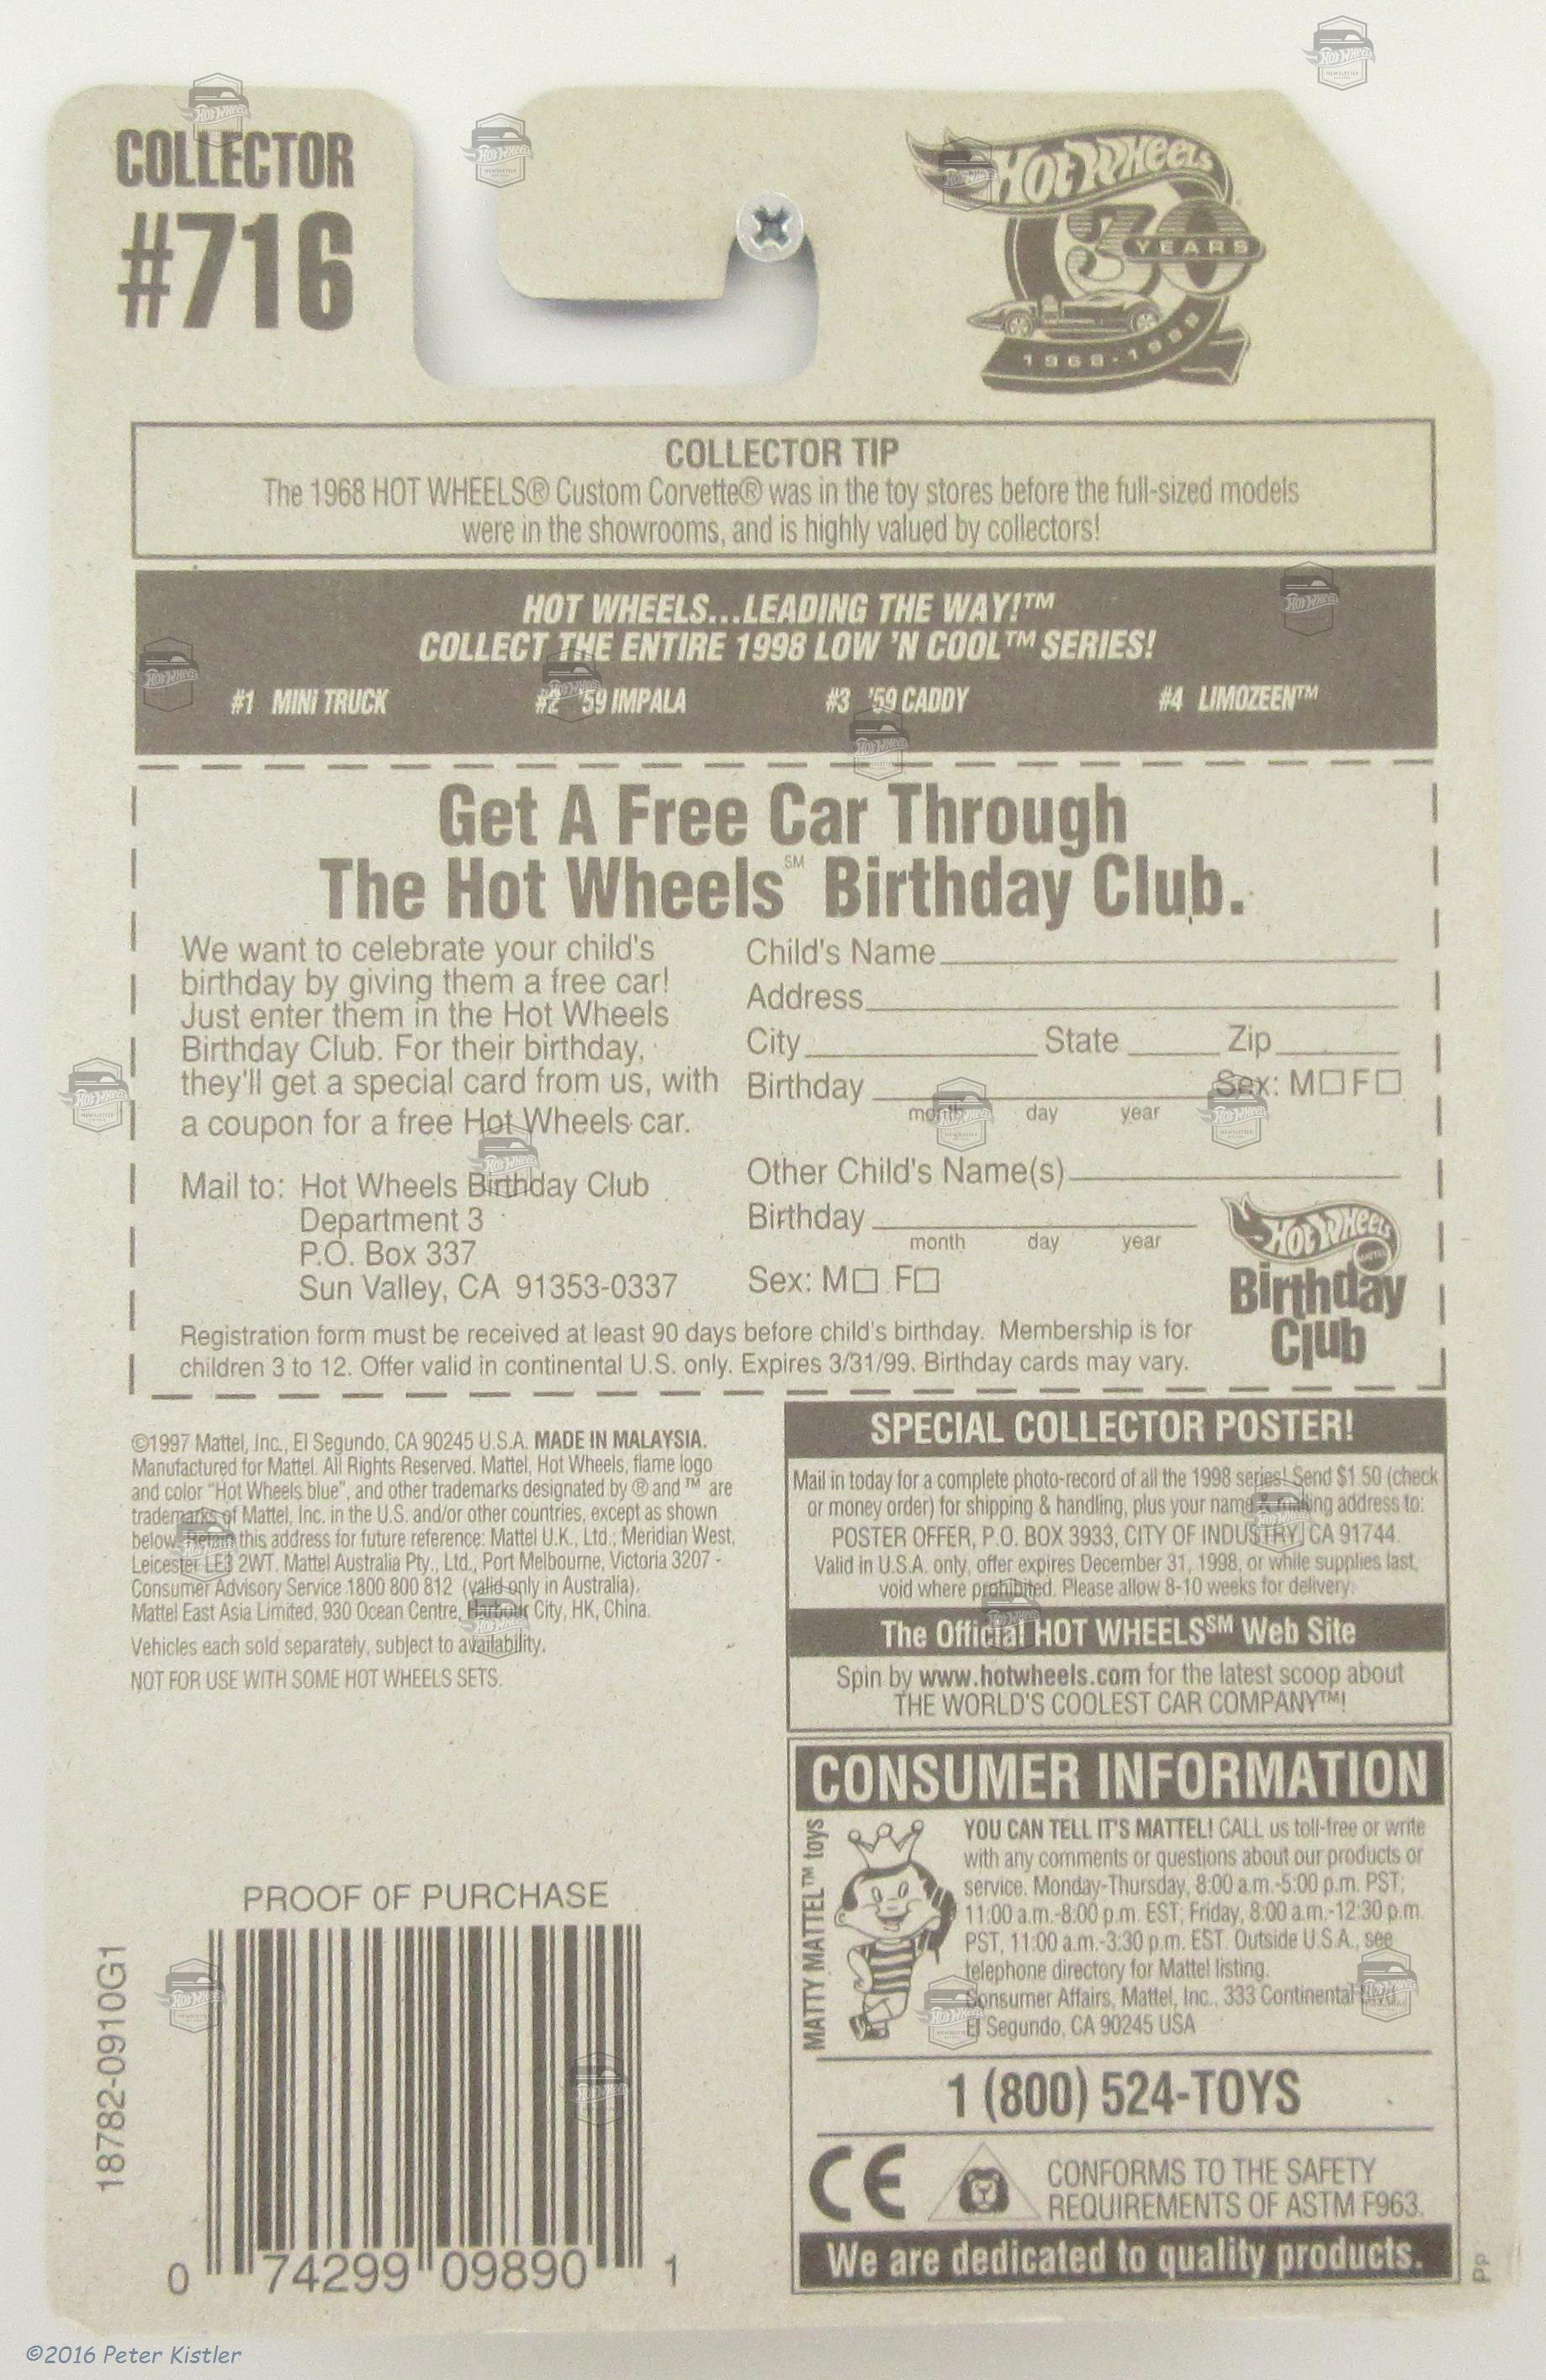 COLLECTOR
#716
HOT WHEELS
30 YEARS
1968-1998
COLLECTOR TIP
The 1968 HOT WHEELS® Custom Corvette® was in the toy stores before the full-sized models
were in the showrooms, and is highly valued by collectors!
HOT WHEELS...LEADING THE WAY!™
COLLECT THE ENTIRE 1998 LOW 'N COOL™ SERIES!
#1 MINI TRUCK #2 '59 IMPALA #3 '59 CADDY #4 LIMOZEEN™
Get A Free Car Through
The Hot Wheels℠ Birthday Club.
We want to celebrate your child's
birthday by giving them a free car!
Just enter them in the Hot Wheels
Birthday Club. For their birthday,
they'll get a special card from us, with
a coupon for a free Hot Wheels car.
Mail to: Hot Wheels Birthday Club
Department 3
P.O. Box 337
Sun Valley, CA 91353-0337
Child's Name
Address
City State Zip
Birthday Sex: M☐ F☐
month day year
Other Child's Name(s)
Birthday
month day year
Sex: M☐ F☐
HOT WHEELS
MATTEL
Birthday
Club
Registration form must be received at least 90 days before child's birthday. Membership is for
children 3 to 12. Offer valid in continental U.S. only. Expires 3/31/99. Birthday cards may vary.
©1997 Mattel, Inc., El Segundo, CA 90245 U.S.A. MADE IN MALAYSIA.
Manufactured for Mattel. All Rights Reserved. Mattel, Hot Wheels, flame logo
and color "Hot Wheels blue", and other trademarks designated by ® and ™ are
trademarks of Mattel, Inc. in the U.S. and/or other countries, except as shown
below. Retain this address for future reference: Mattel U.K., Ltd., Meridian West,
Leicester LE3 2WT. Mattel Australia Pty., Ltd., Port Melbourne, Victoria 3207 -
Consumer Advisory Service 1800 800 812 (valid only in Australia).
Mattel East Asia Limited, 930 Ocean Centre, Harbour City, HK, China.
Vehicles each sold separately, subject to availability.
NOT FOR USE WITH SOME HOT WHEELS SETS.
SPECIAL COLLECTOR POSTER!
Mail in today for a complete photo-record of all the 1998 series! Send $1.50 (check
or money order) for shipping & handling, plus your name & mailing address to:
POSTER OFFER, P.O. BOX 3933, CITY OF INDUSTRY, CA 91744.
Valid in U.S.A. only, offer expires December 31, 1998, or while supplies last,
void where prohibited. Please allow 8-10 weeks for delivery.
The Official HOT WHEELS℠ Web Site
Spin by www.hotwheels.com for the latest scoop about
THE WORLD'S COOLEST CAR COMPANY™!
CONSUMER INFORMATION
MATTY MATTEL™ toys
YOU CAN TELL IT'S MATTEL! CALL us toll-free or write
with any comments or questions about our products or
service. Monday-Thursday, 8:00 a.m.-5:00 p.m. PST;
11:00 a.m.-8:00 p.m. EST; Friday, 8:00 a.m.-12:30 p.m.
PST, 11:00 a.m.-3:30 p.m. EST. Outside U.S.A., see
telephone directory for Mattel listing.
Consumer Affairs, Mattel, Inc., 333 Continental Blvd.
El Segundo, CA 90245 USA
1 (800) 524-TOYS
CE
CONFORMS TO THE SAFETY
REQUIREMENTS OF ASTM F963.
We are dedicated to quality products.
Pp
PROOF OF PURCHASE
18782-0910G1
0 74299 09890 1
©2016 Peter Kistler